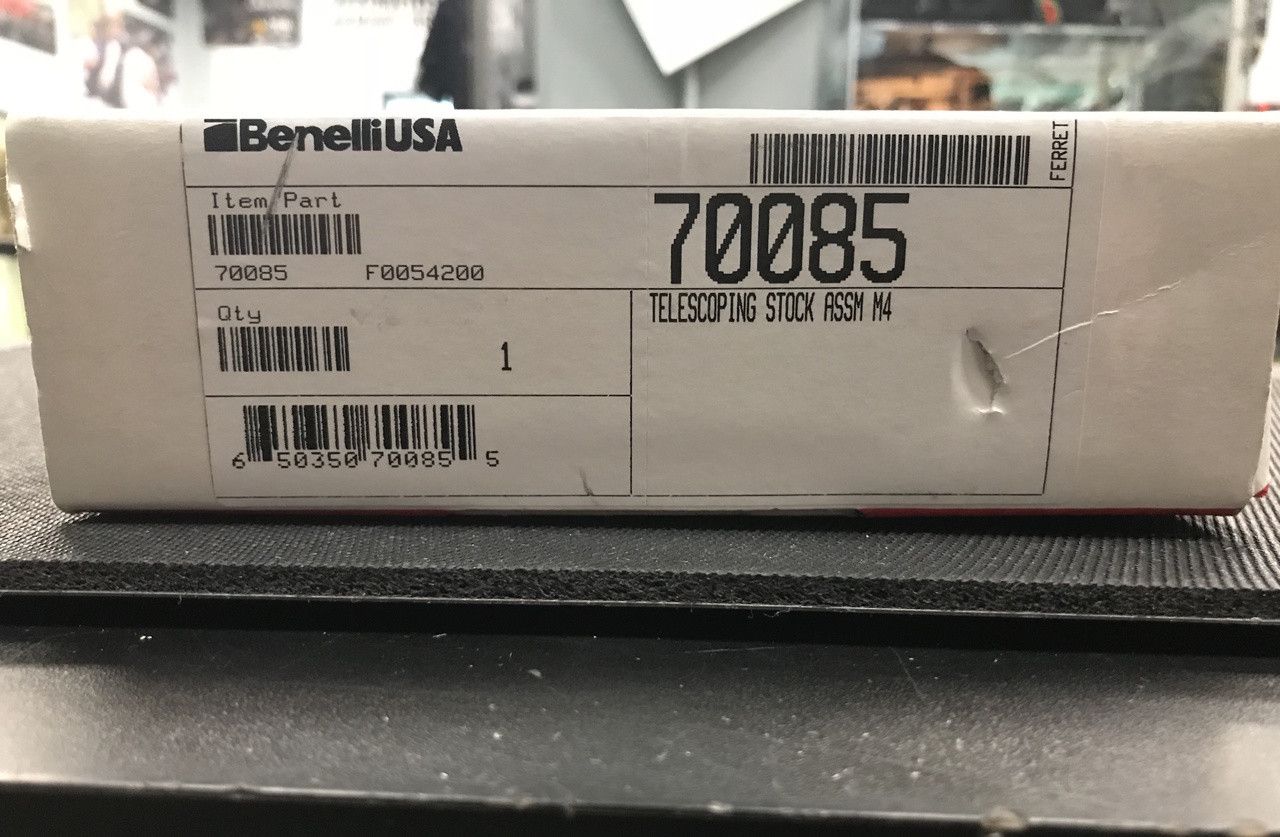 BenelliUSA
FERRET
Item Part
70085 F0054200
70085
TELESCOPING STOCK ASSM M4
Qty
1
6 50350 70085 5